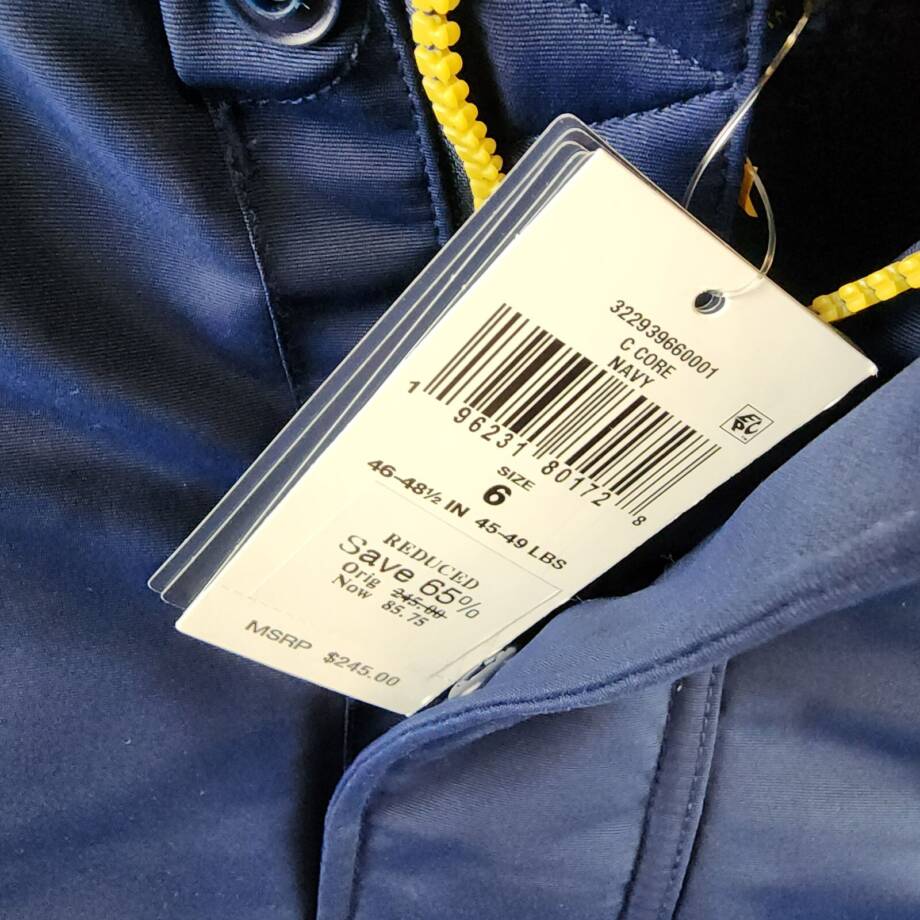 322939660001
C CORE
NAVY
1 96231 80172 8
SIZE
6
46-48½ IN 45-49 LBS
REDUCED
Save 65%
Orig 245.00
Now 85.75
MSRP $245.00